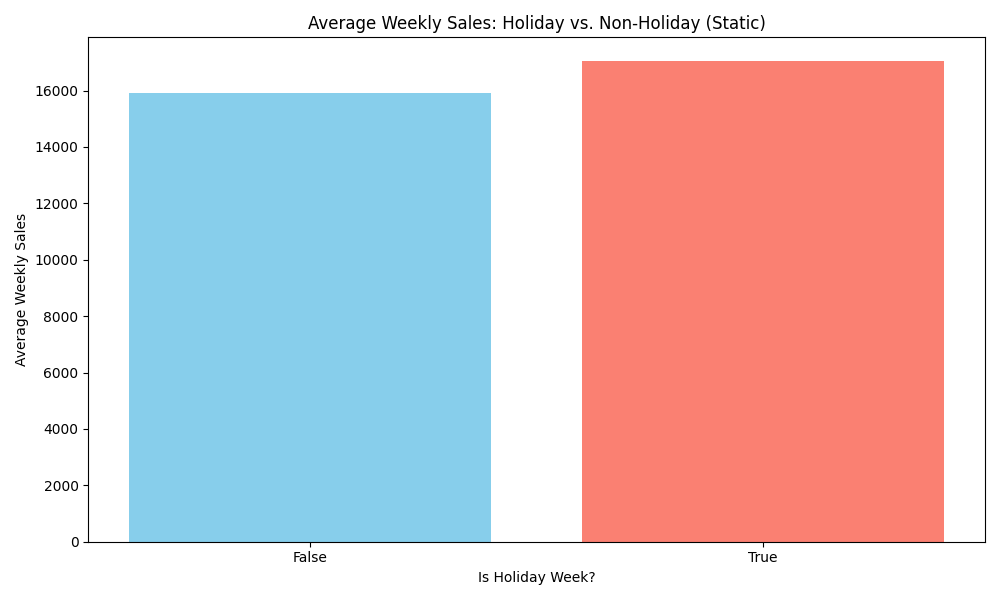 Average Weekly Sales: Holiday vs. Non-Holiday (Static)
Average Weekly Sales
16000
14000
12000
10000
8000
6000
4000
2000
0
False
True
Is Holiday Week?